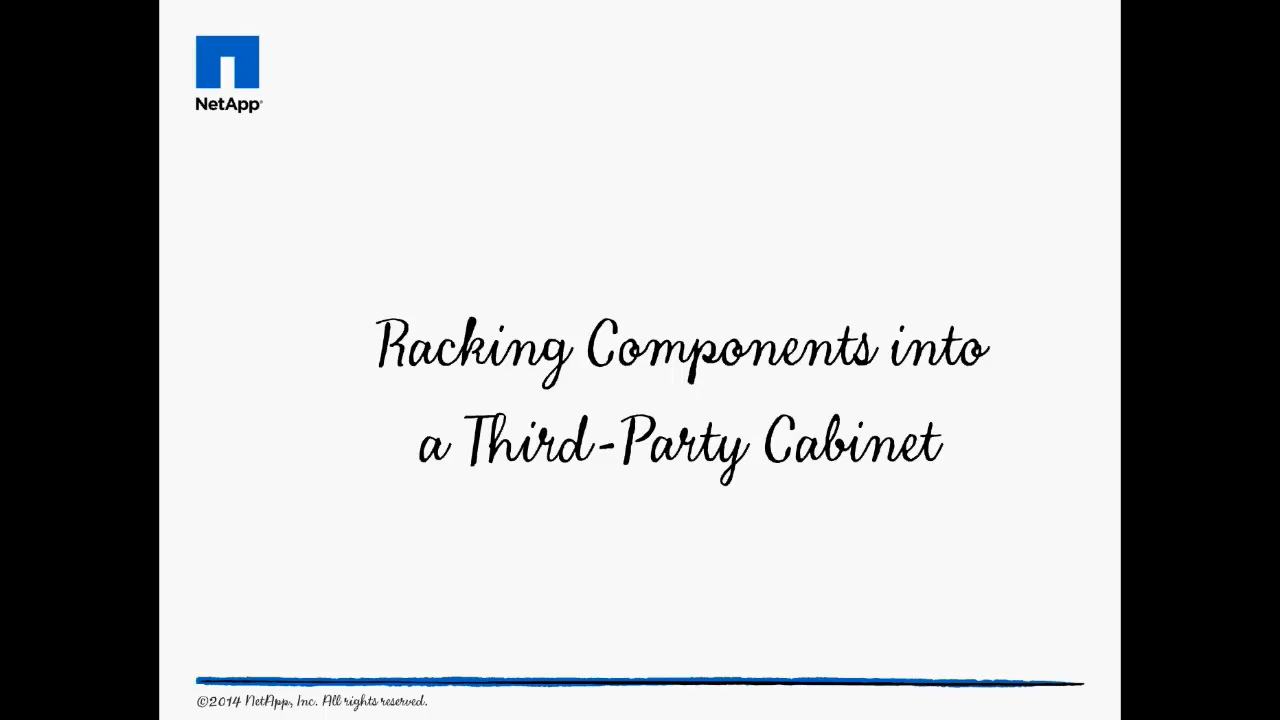 NetApp®
Racking Components into
a Third-Party Cabinet
©2014 NetApp, Inc. All rights reserved.